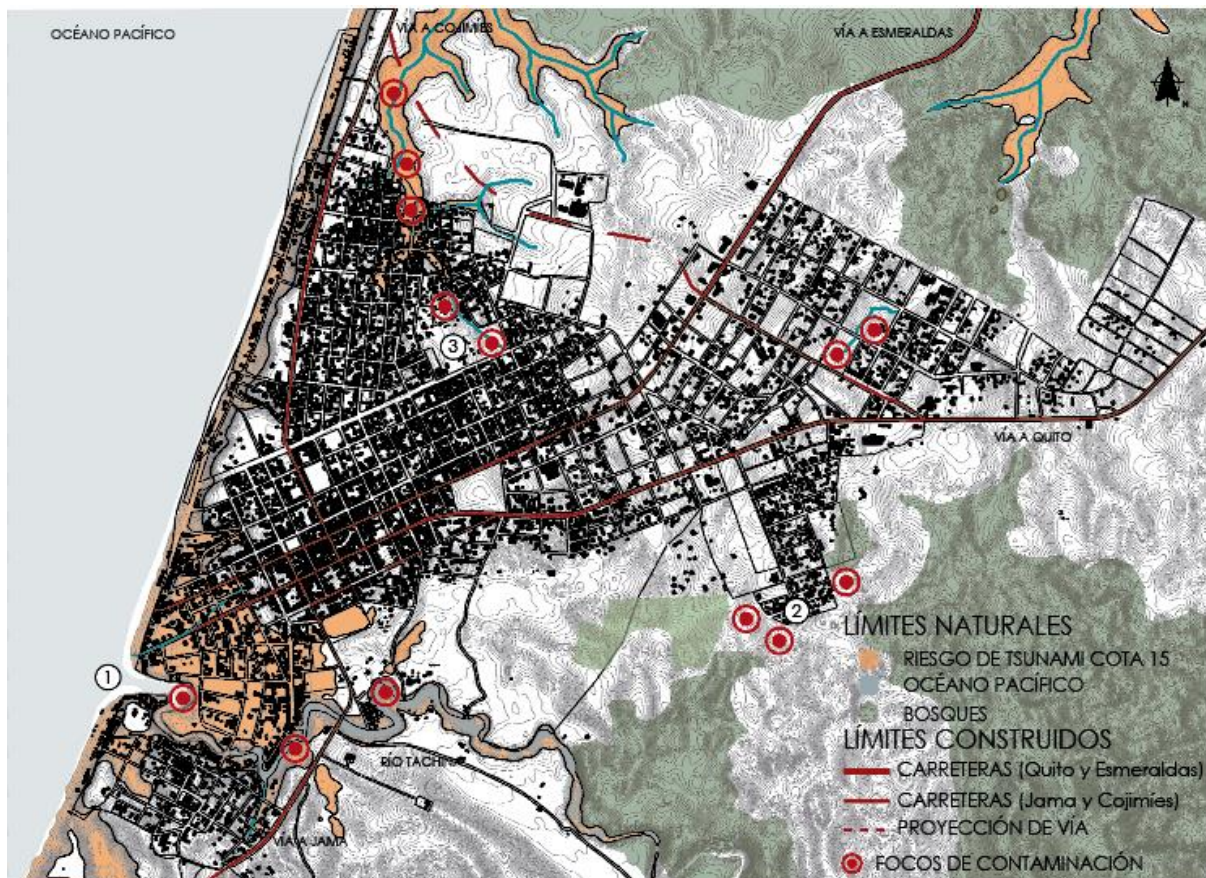 OCÉANO PACÍFICO
VÍA A COJIMÍES
VÍA A ESMERALDAS
N
3
VÍA A QUITO
2
1
RÍO TACHINA
VÍA A JAMA
LÍMITES NATURALES
RIESGO DE TSUNAMI COTA 15
OCÉANO PACÍFICO
BOSQUES
LÍMITES CONSTRUIDOS
CARRETERAS (Quito y Esmeraldas)
CARRETERAS (Jama y Cojimíes)
PROYECCIÓN DE VÍA
FOCOS DE CONTAMINACIÓN